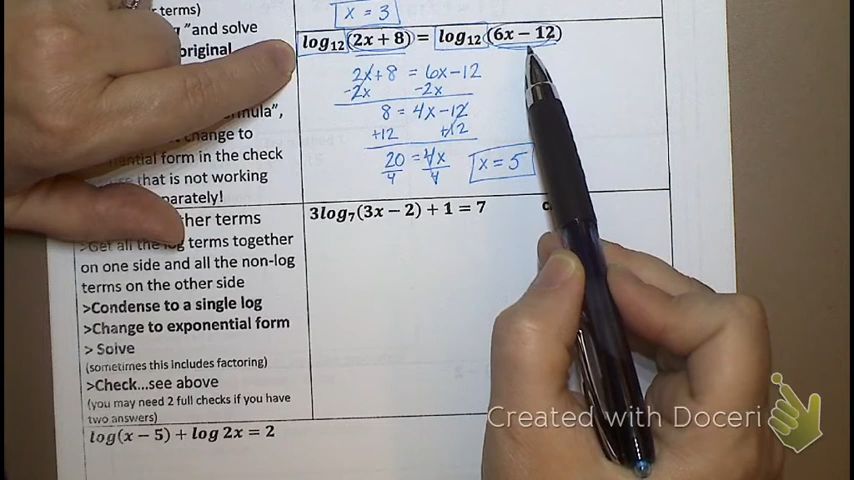 r terms)
x = 3
" and solve
original
log₁₂(2x + 8) = log₁₂(6x − 12)
2x+8 = 6x-12
-2x -2x
8 = 4x-12
+12 +12
20 = 4x
4 4
x = 5
mula",
t change to
ential form in the check
that is not working
parately!
her terms
>Get all the log terms together
on one side and all the non-log
terms on the other side
>Condense to a single log
>Change to exponential form
> Solve
(sometimes this includes factoring)
>Check...see above
(you may need 2 full checks if you have
two answers)
3log₇(3x − 2) + 1 = 7
c
log(x − 5) + log 2x = 2
Created with Doceri